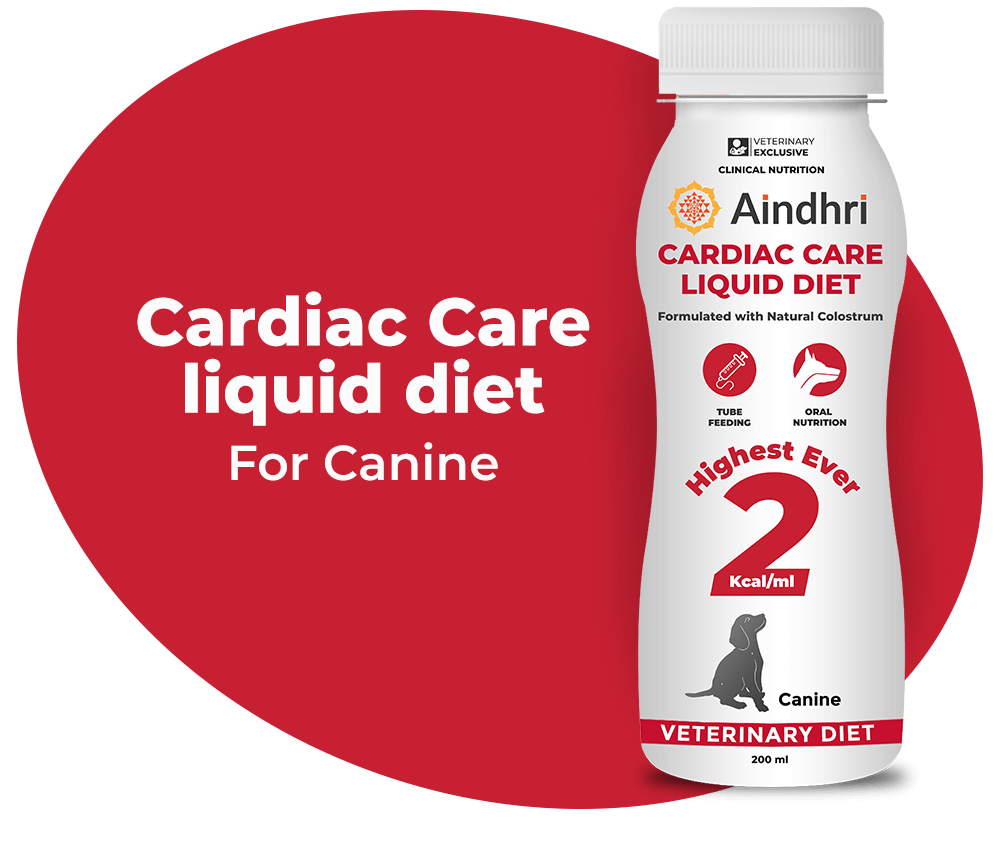 Cardiac Care
liquid diet
For Canine
VETERINARY
EXCLUSIVE
CLINICAL NUTRITION
Aindhri
CARDIAC CARE
LIQUID DIET
Formulated with Natural Colostrum
TUBE
FEEDING
ORAL
NUTRITION
Highest Ever
2
Kcal/ml
Canine
VETERINARY DIET
200 ml